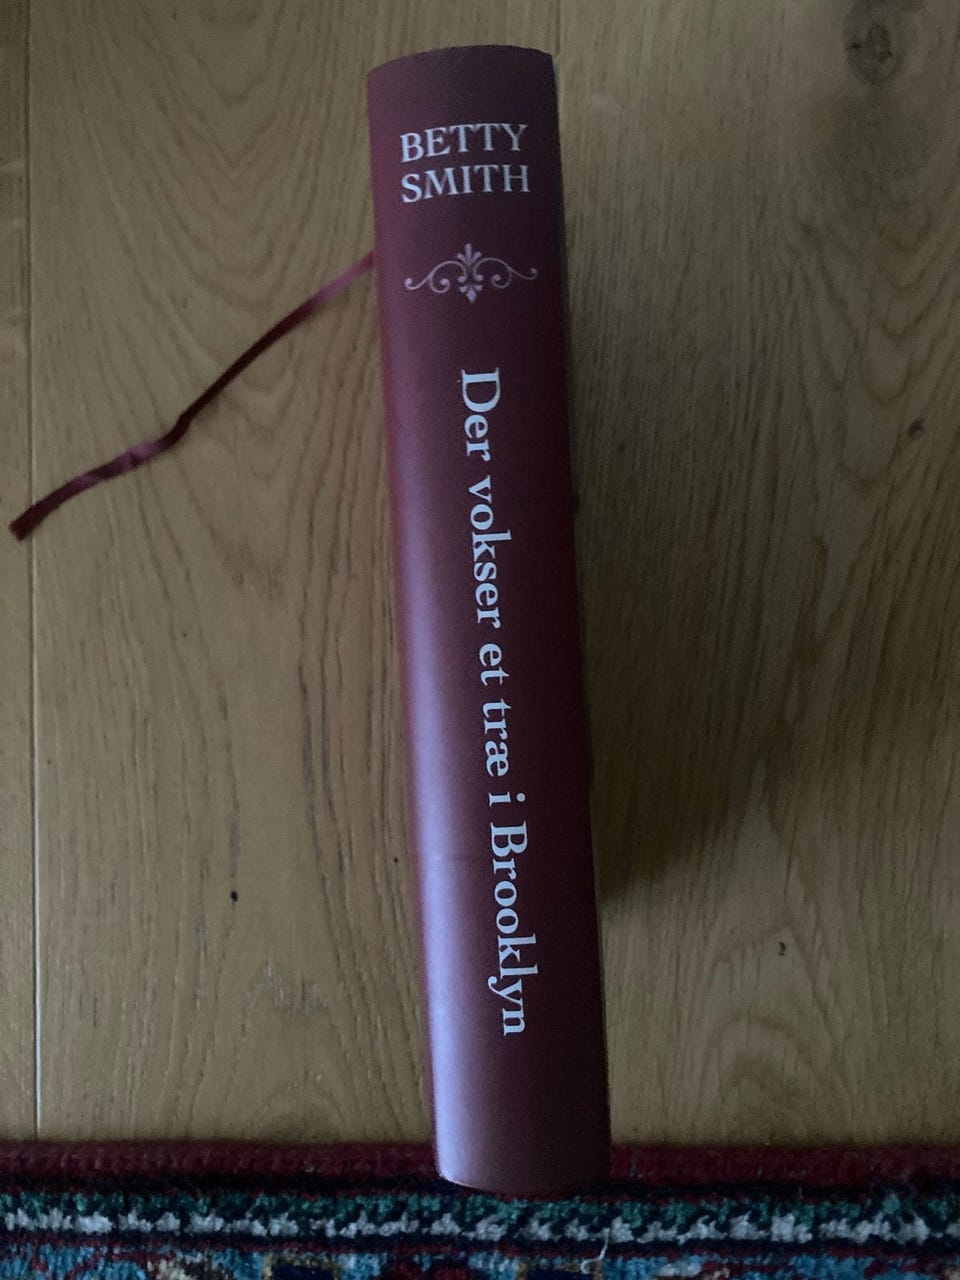 BETTY
SMITH
Der vokser et træ i Brooklyn